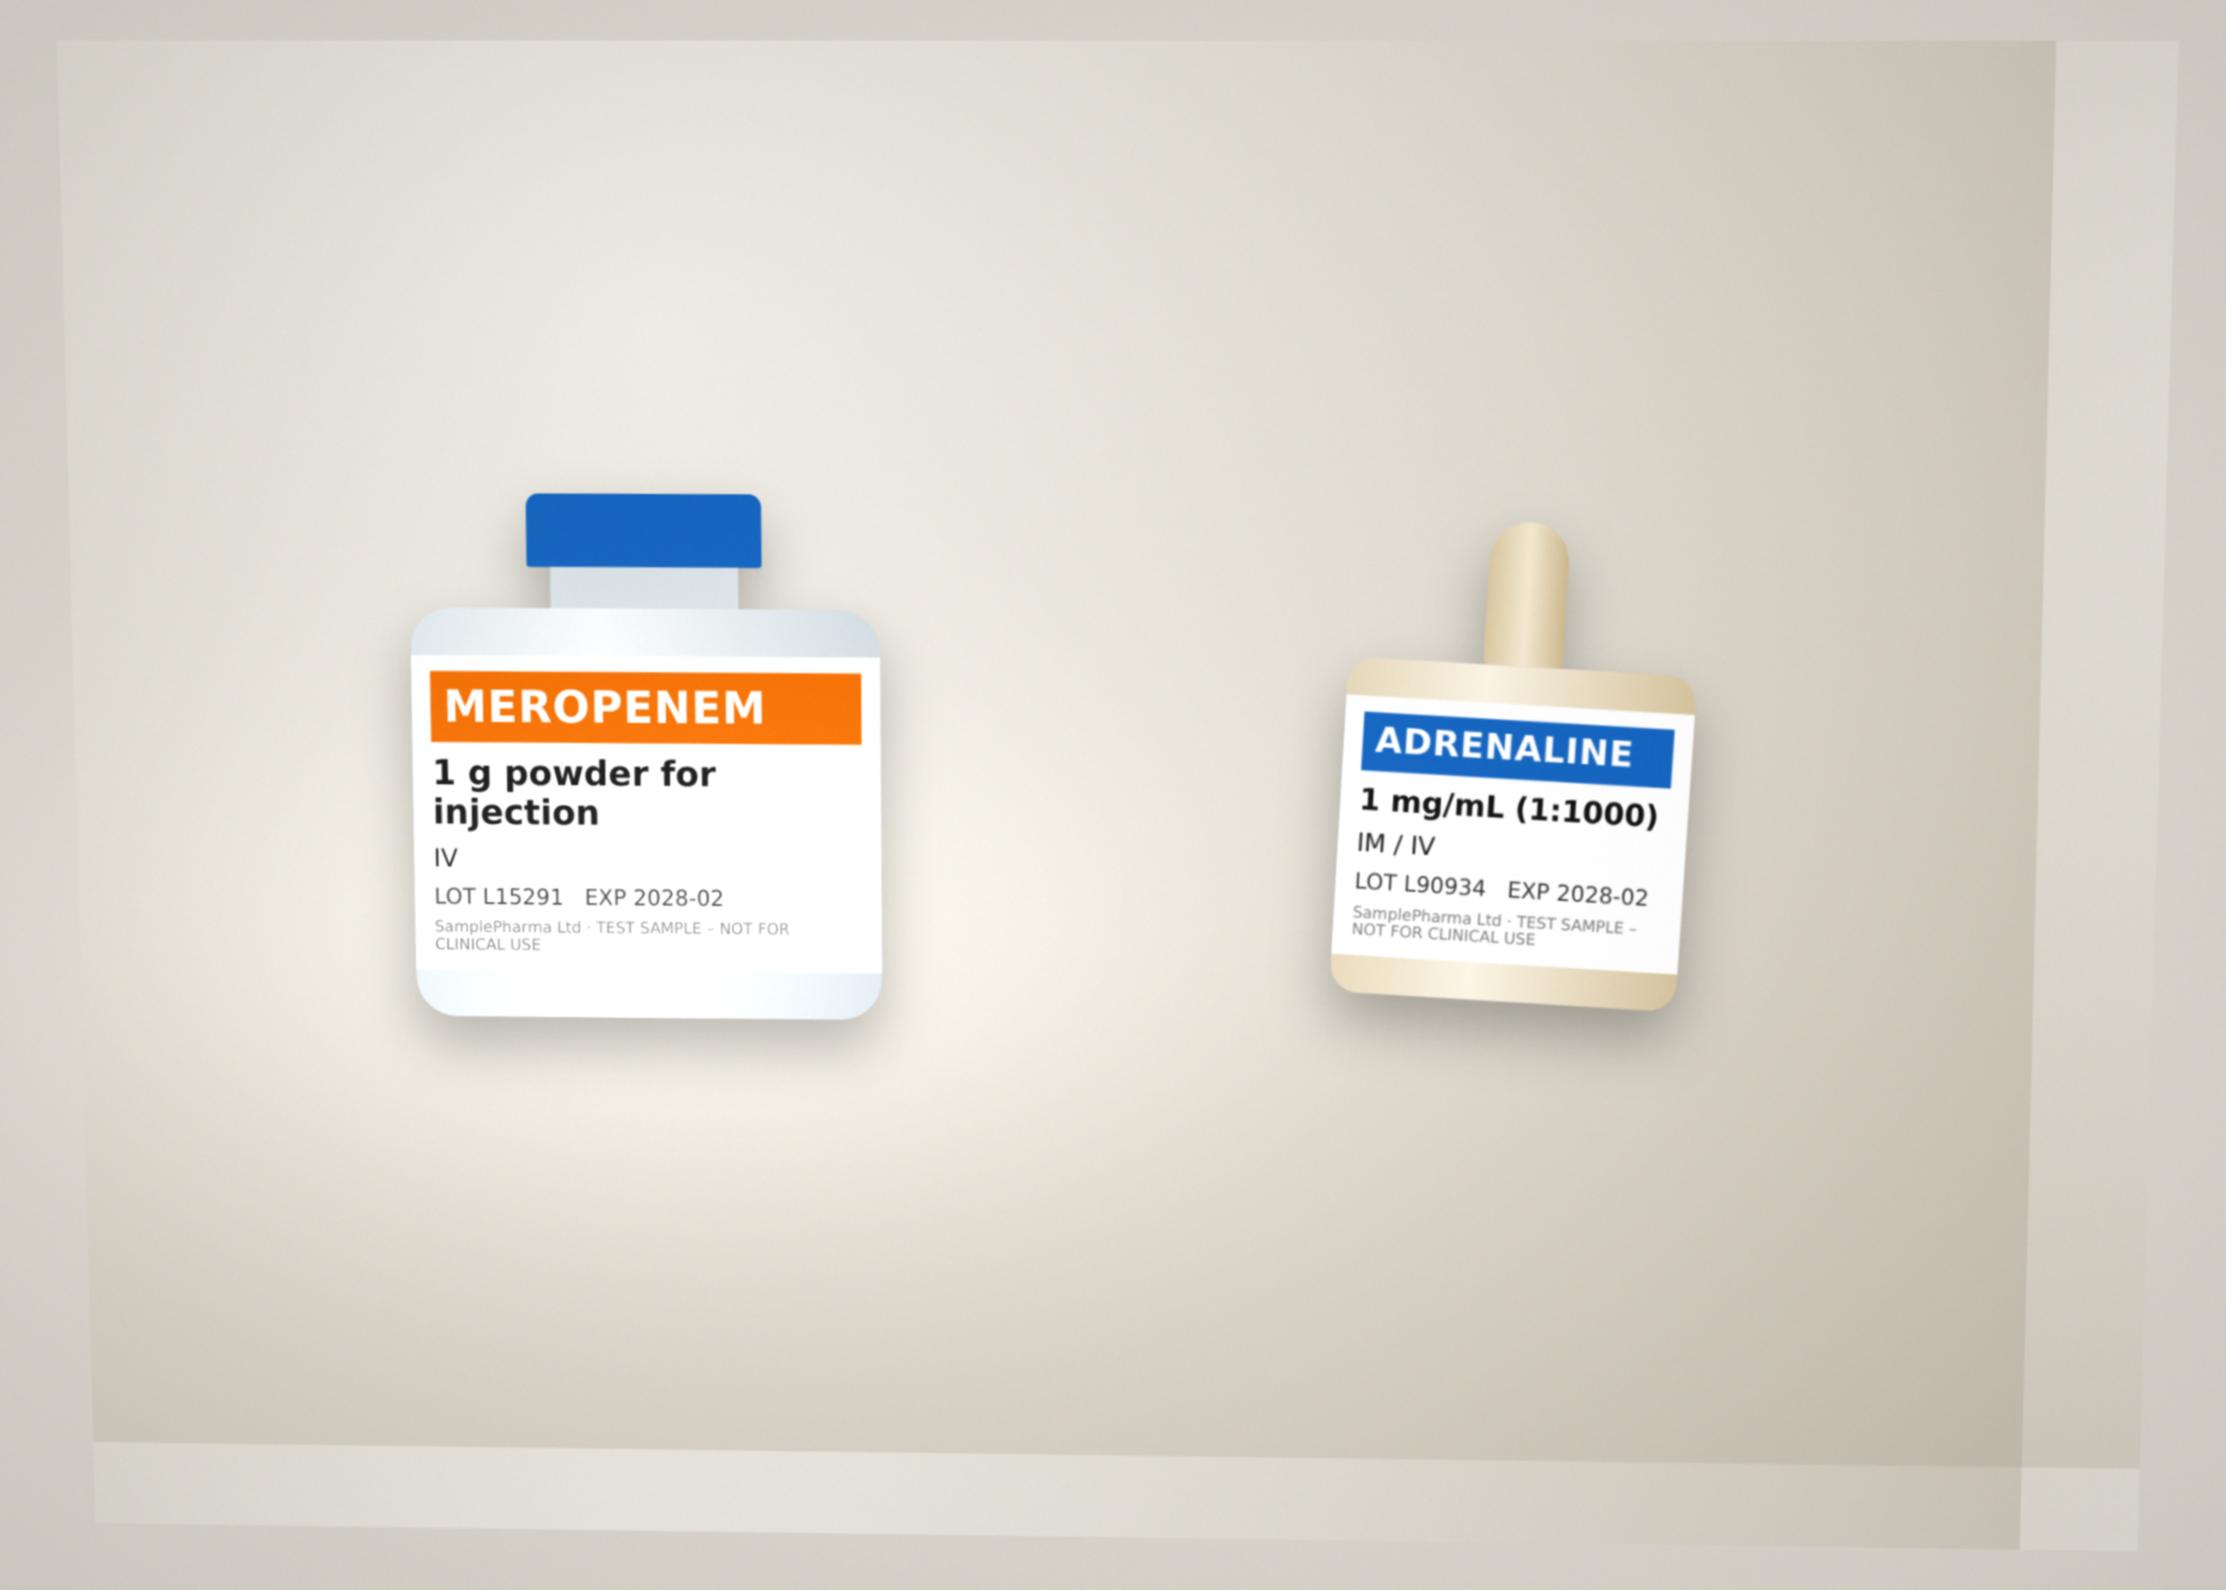 MEROPENEM
1 g powder for
injection
IV
LOT L15291 EXP 2028-02
SamplePharma Ltd · TEST SAMPLE – NOT FOR
CLINICAL USE
ADRENALINE
1 mg/mL (1:1000)
IM / IV
LOT L90934 EXP 2028-02
SamplePharma Ltd · TEST SAMPLE –
NOT FOR CLINICAL USE